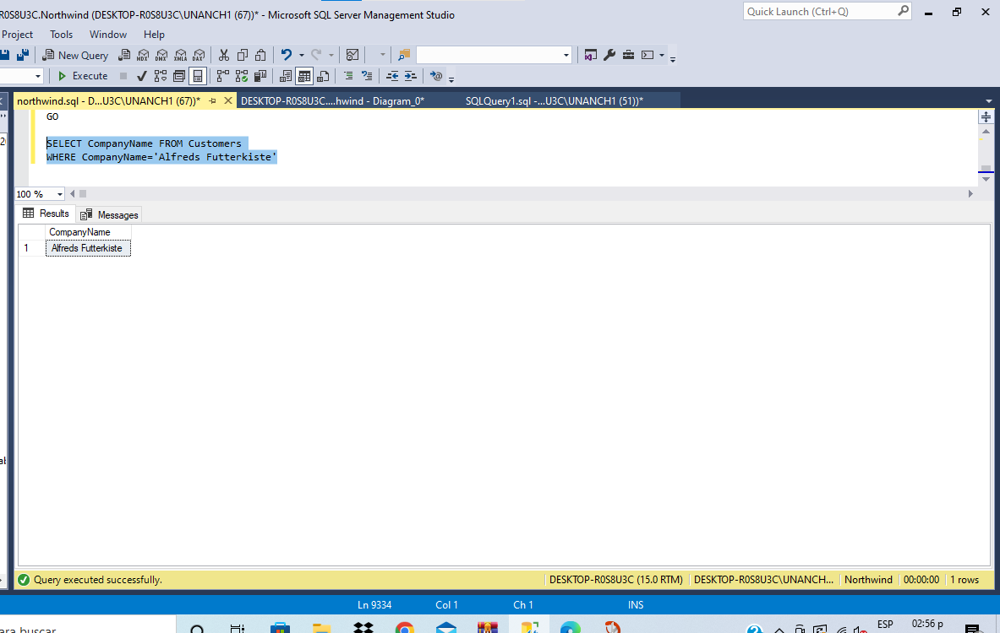 R0S8U3C.Northwind (DESKTOP-R0S8U3C\UNANCH1 (67))* - Microsoft SQL Server Management Studio
Quick Launch (Ctrl+Q)
Project Tools Window Help
New Query
MDX DMX XMLA DAX
Execute
northwind.sql - D...U3C\UNANCH1 (67))*
DESKTOP-R0S8U3C....hwind - Diagram_0*
SQLQuery1.sql -...U3C\UNANCH1 (51))*
GO
SELECT CompanyName FROM Customers
WHERE CompanyName='Alfreds Futterkiste'
100 %
Results Messages
CompanyName
1 Alfreds Futterkiste
Query executed successfully.
DESKTOP-R0S8U3C (15.0 RTM) DESKTOP-R0S8U3C\UNANCH... Northwind 00:00:00 1 rows
Ln 9334 Col 1 Ch 1 INS
ara buscar
ESP 02:56 p